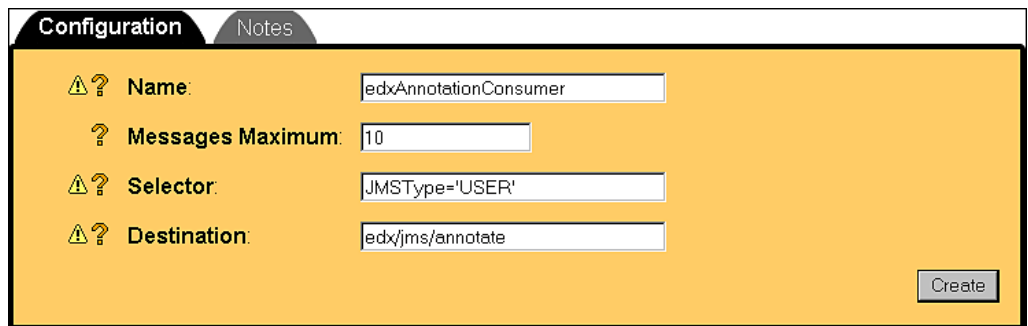 Configuration Notes
? Name: edxAnnotationConsumer
? Messages Maximum: 10
? Selector: JMSType='USER'
? Destination: edx/jms/annotate
Create